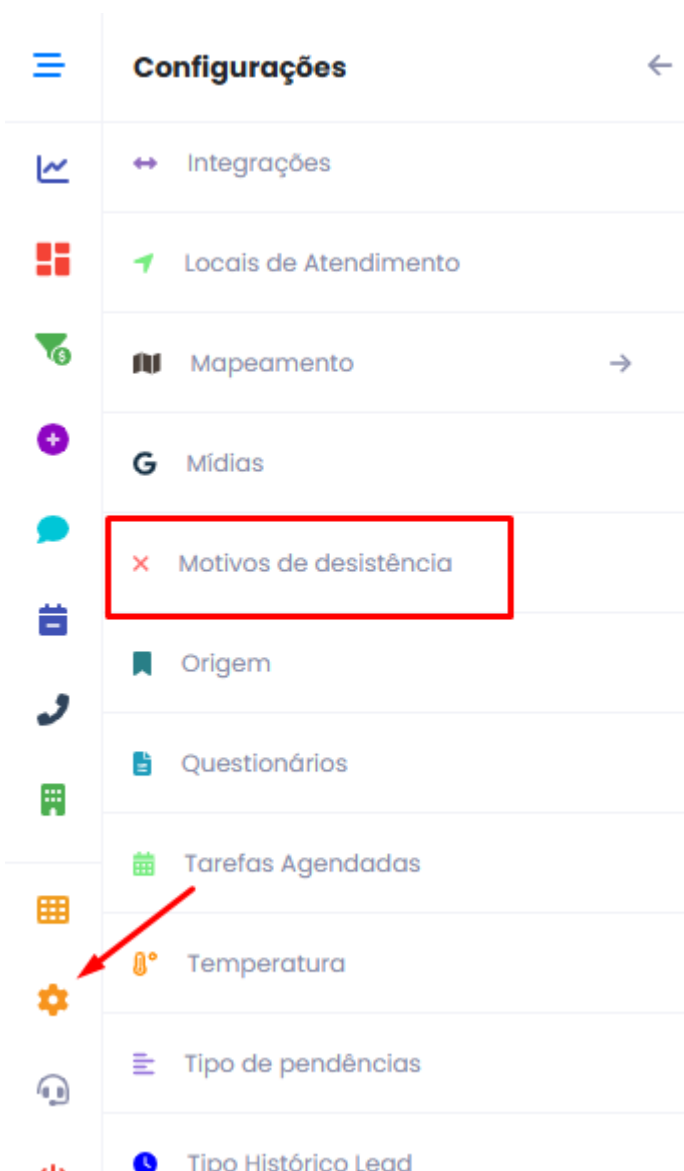 Configurações
Integrações
Locais de Atendimento
Mapeamento
Mídias
Motivos de desistência
Origem
Questionários
Tarefas Agendadas
Temperatura
Tipo de pendências
Tipo Histórico Lead